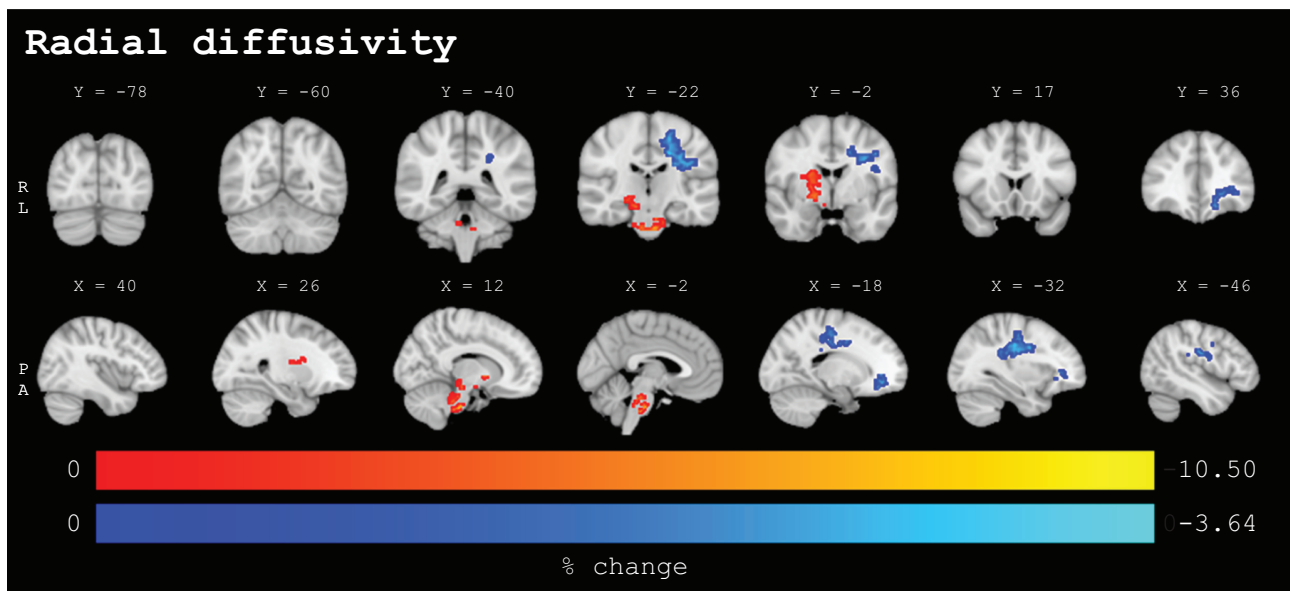 Radial diffusivity
Y = -78 Y = -60 Y = -40 Y = -22 Y = -2 Y = 17 Y = 36
R
L
X = 40 X = 26 X = 12 X = -2 X = -18 X = -32 X = -46
P
A
0 -10.50
0 0-3.64
% change